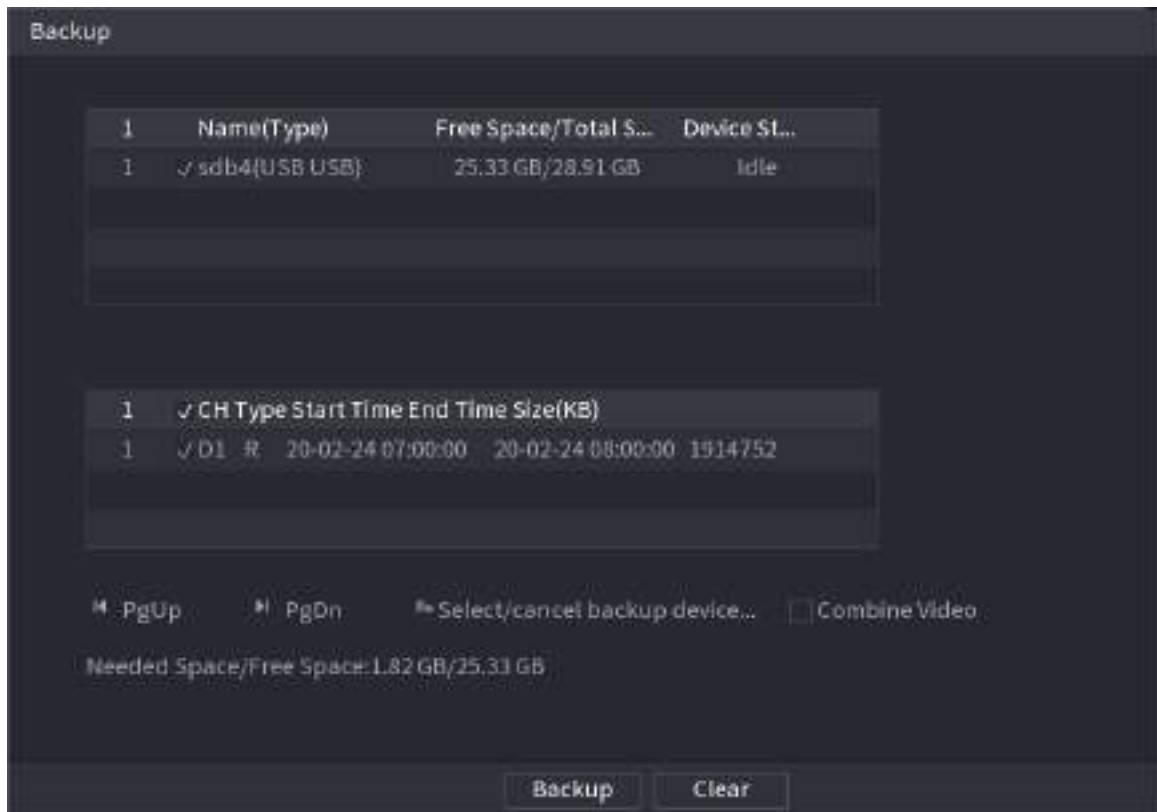 Backup
1 Name(Type) Free Space/Total S... Device St...
1 sdb4(USB USB) 25.33 GB/28.91 GB Idle
1 CH Type Start Time End Time Size(KB)
1 D1 R 20-02-24 07:00:00 20-02-24 08:00:00 1914752
PgUp PgDn Select/cancel backup device... Combine Video
Needed Space/Free Space:1.82 GB/25.33 GB
Backup Clear